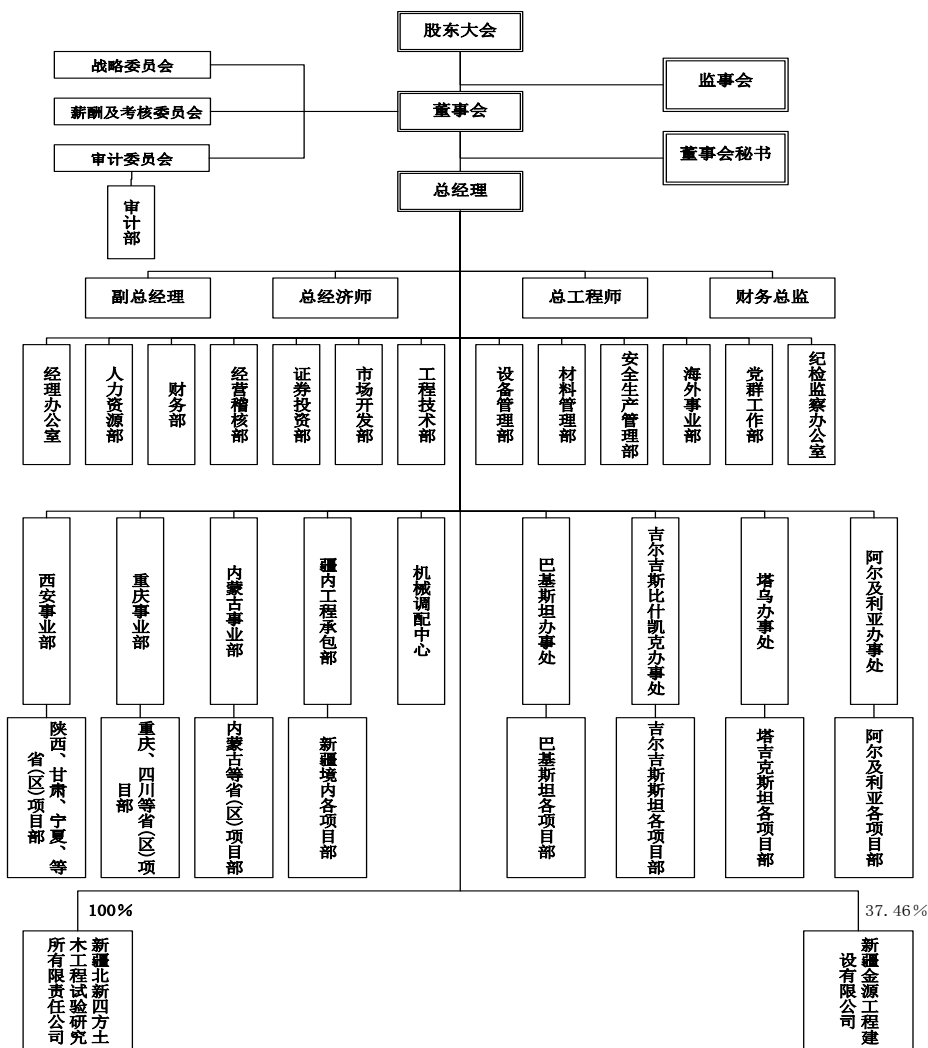 股东大会
战略委员会
监事会
薪酬及考核委员会
董事会
审计委员会
董事会秘书
总经理
审计部
副总经理
总经济师
总工程师
财务总监
经理办公室
人力资源部
财务部
经营稽核部
证券投资部
市场开发部
工程技术部
设备管理部
材料管理部
安全生产管理部
海外事业部
党群工作部
纪检监察办公室
西安事业部
重庆事业部
内蒙古事业部
疆内工程承包部
机械调配中心
巴基斯坦办事处
吉尔吉斯比什凯克办事处
塔乌办事处
阿尔及利亚办事处
陕西、甘肃、宁夏、等
省(区)项目部
重庆、四川等省(区)项
目部
内蒙古等省(区)项目部
新疆境内各项目部
巴基斯坦各项目部
吉尔吉斯斯坦各项目部
塔吉克斯坦各项目部
阿尔及利亚各项目部
100%
37.46%
新疆北新四方土
木工程试验研究
所有限责任公司
新疆金源工程建
设有限公司